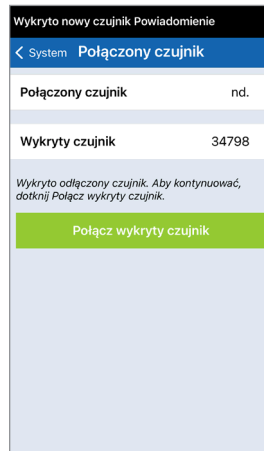 Wykryto nowy czujnik Powiadomienie
< System Połączony czujnik
Połączony czujnik nd.
Wykryty czujnik 34798
Wykryto odłączony czujnik. Aby kontynuować,
dotknij Połącz wykryty czujnik.
Połącz wykryty czujnik